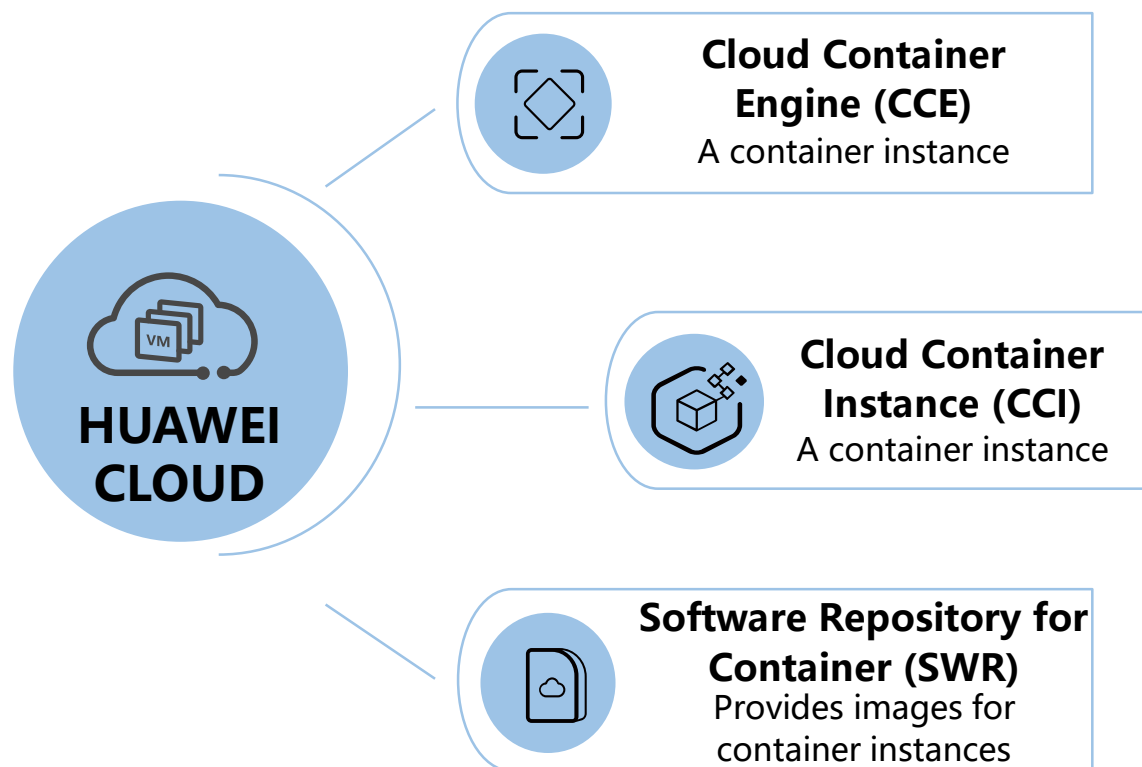 Cloud Container
Engine (CCE)
A container instance
VM
HUAWEI
CLOUD
Cloud Container
Instance (CCI)
A container instance
Software Repository for
Container (SWR)
Provides images for
container instances